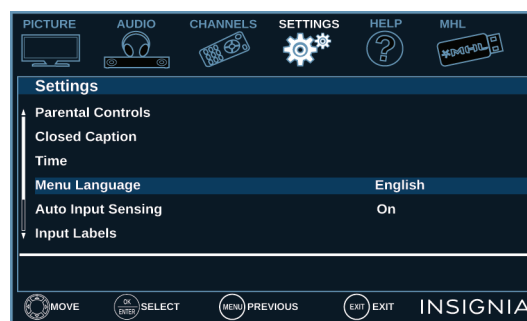 PICTURE AUDIO CHANNELS SETTINGS HELP MHL
MHL
Settings
Parental Controls
Closed Caption
Time
Menu Language English
Auto Input Sensing On
Input Labels
MOVE OK ENTER SELECT MENU PREVIOUS EXIT EXIT INSIGNIA